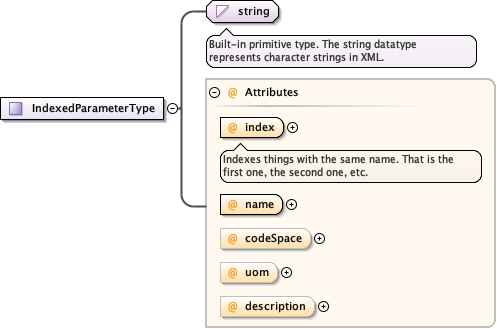 string
Built-in primitive type. The string datatype
represents character strings in XML.
IndexedParameterType
@ Attributes
@ index
Indexes things with the same name. That is the
first one, the second one, etc.
@ name
@ codeSpace
@ uom
@ description